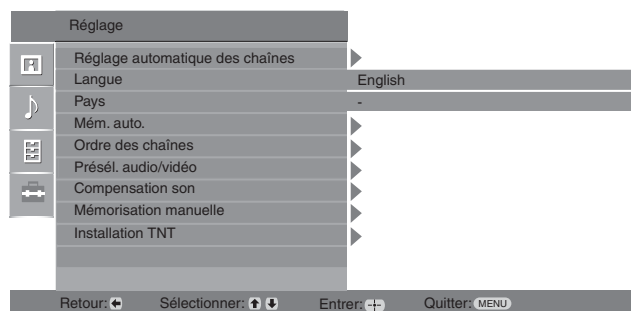 Réglage
Réglage automatique des chaînes
Langue English
Pays -
Mém. auto.
Ordre des chaînes
Présél. audio/vidéo
Compensation son
Mémorisation manuelle
Installation TNT
Retour: Sélectionner: Entrer: Quitter: MENU